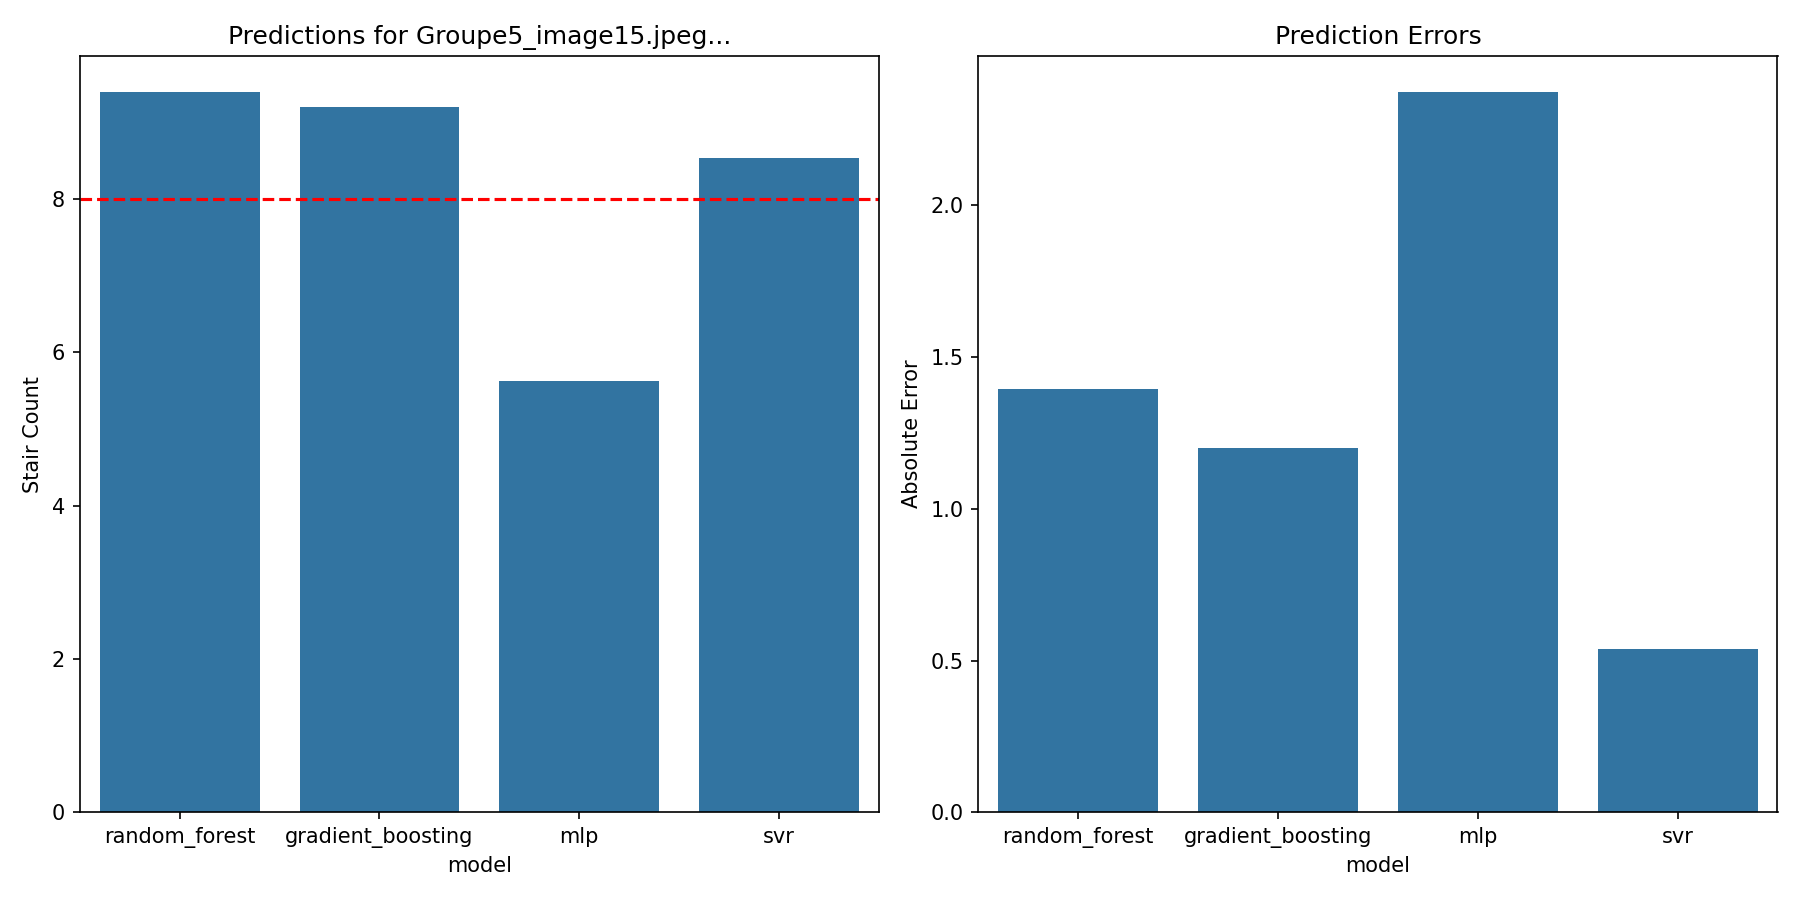 Predictions for Groupe5_image15.jpeg...
Stair Count
8
6
4
2
0
random_forest gradient_boosting mlp svr
model
Prediction Errors
Absolute Error
2.0
1.5
1.0
0.5
0.0
random_forest gradient_boosting mlp svr
model